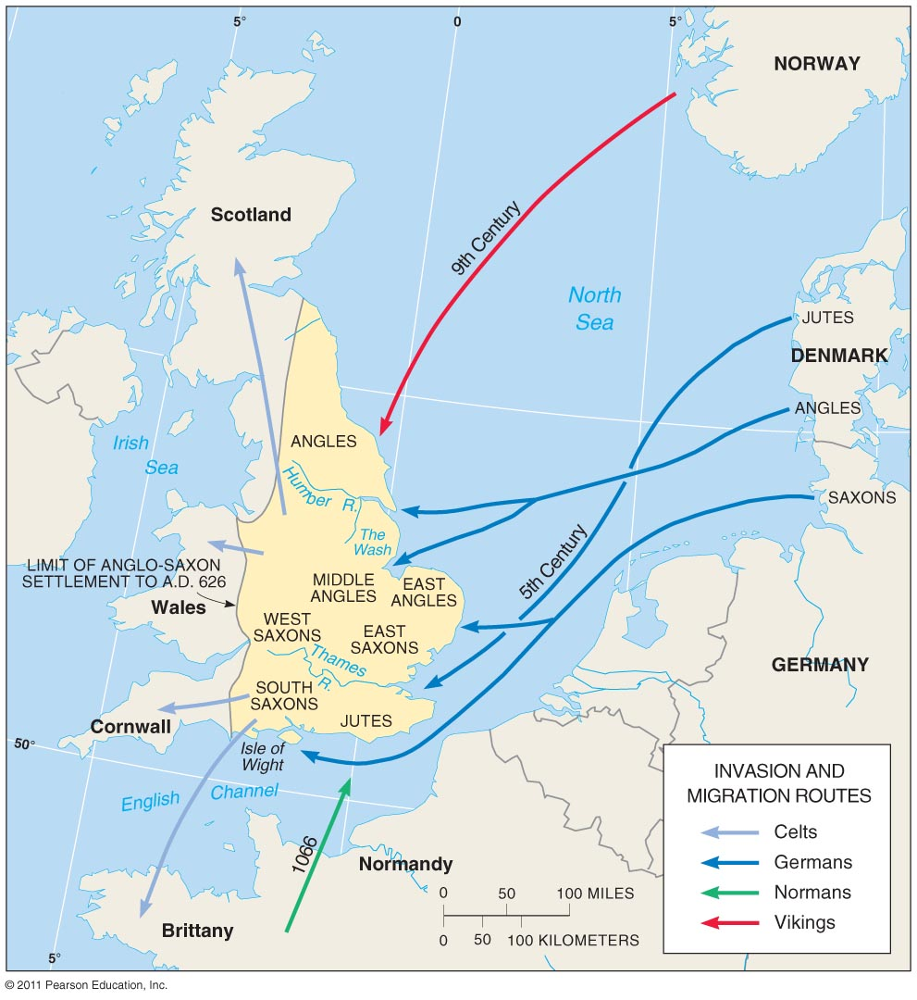 5°
0
5°
NORWAY
Scotland
9th Century
North
Sea
JUTES
DENMARK
ANGLES
ANGLES
Irish
Sea
Humber R.
SAXONS
The
Wash
5th Century
LIMIT OF ANGLO-SAXON
SETTLEMENT TO A.D. 626
MIDDLE
ANGLES
EAST
ANGLES
Wales
WEST
SAXONS
EAST
SAXONS
Thames
R.
GERMANY
SOUTH
SAXONS
JUTES
Cornwall
50°
Isle of
Wight
English Channel
INVASION AND
MIGRATION ROUTES
Celts
Germans
Normans
Vikings
1066
Normandy
0 50 100 MILES
0 50 100 KILOMETERS
Brittany
5°
© 2011 Pearson Education, Inc.